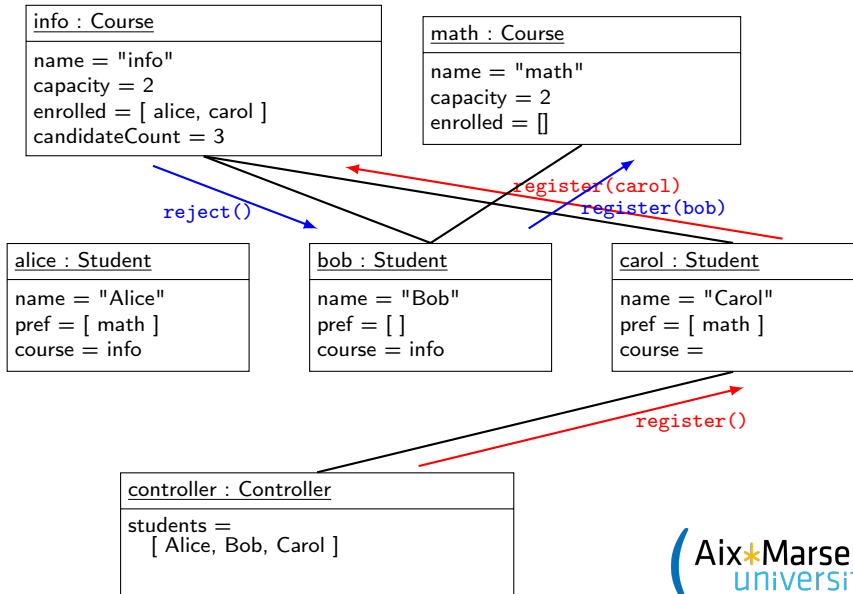 info : Course
name = "info"
capacity = 2
enrolled = [ alice, carol ]
candidateCount = 3
math : Course
name = "math"
capacity = 2
enrolled = []
register(carol)
reject()
register(bob)
alice : Student
name = "Alice"
pref = [ math ]
course = info
bob : Student
name = "Bob"
pref = [ ]
course = info
carol : Student
name = "Carol"
pref = [ math ]
course =
register()
controller : Controller
students =
[ Alice, Bob, Carol ]
Aix*Marse
universit